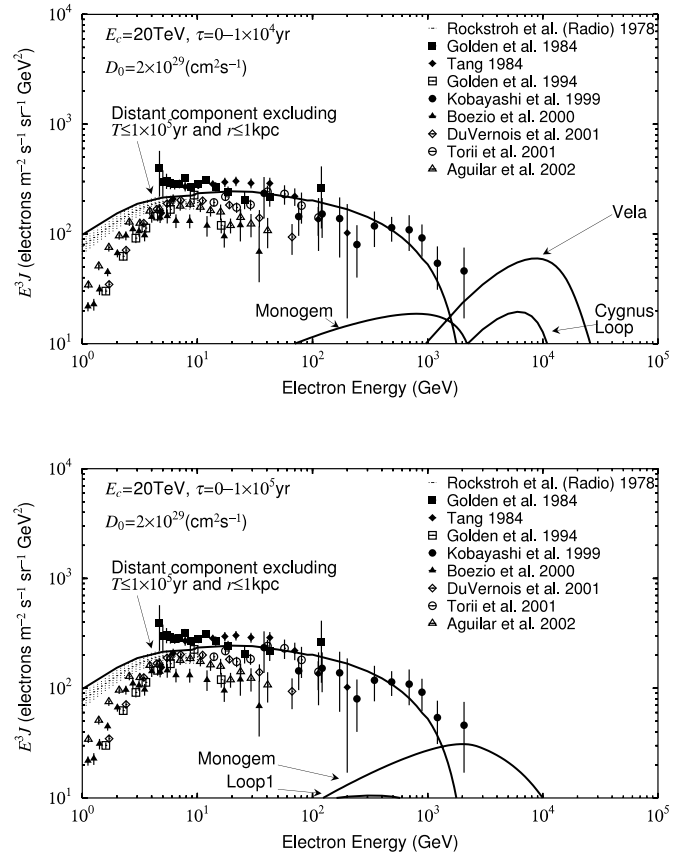 E_c=20TeV, τ=0–1×10^4yr
D_0=2×10^29(cm^2s^−1)
Distant component excluding
T≤1×10^5yr and r≤1kpc
Rockstroh et al. (Radio) 1978
Golden et al. 1984
Tang 1984
Golden et al. 1994
Kobayashi et al. 1999
Boezio et al. 2000
DuVernois et al. 2001
Torii et al. 2001
Aguilar et al. 2002
Vela
Monogem
Cygnus
Loop
10^4
10^3
10^2
10^1
E^3J (electrons m^−2 s^−1 sr^−1 GeV^2)
10^0 10^1 10^2 10^3 10^4 10^5
Electron Energy (GeV)
E_c=20TeV, τ=0–1×10^5yr
D_0=2×10^29(cm^2s^−1)
Distant component excluding
T≤1×10^5yr and r≤1kpc
Rockstroh et al. (Radio) 1978
Golden et al. 1984
Tang 1984
Golden et al. 1994
Kobayashi et al. 1999
Boezio et al. 2000
DuVernois et al. 2001
Torii et al. 2001
Aguilar et al. 2002
Monogem
Loop1
10^4
10^3
10^2
10^1
E^3J (electrons m^−2 s^−1 sr^−1 GeV^2)
10^0 10^1 10^2 10^3 10^4 10^5
Electron Energy (GeV)